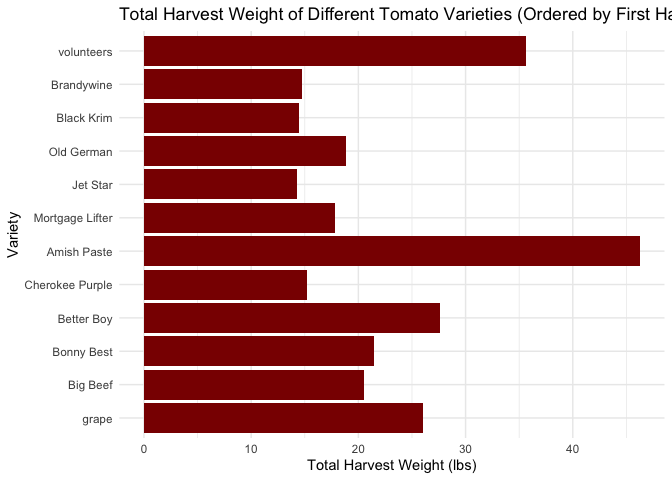 Total Harvest Weight of Different Tomato Varieties (Ordered by First Ha
volunteers
Brandywine
Black Krim
Old German
Jet Star
Mortgage Lifter
Amish Paste
Cherokee Purple
Better Boy
Bonny Best
Big Beef
grape
Variety
0 10 20 30 40
Total Harvest Weight (lbs)